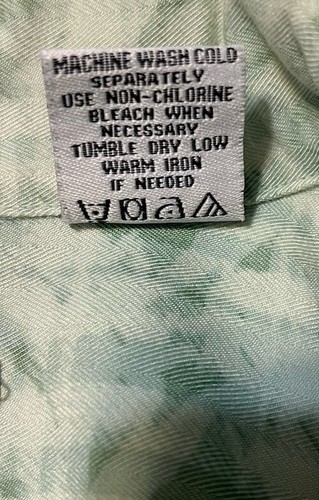 MACHINE WASH COLD
SEPARATELY
USE NON-CHLORINE
BLEACH WHEN
NECESSARY
TUMBLE DRY LOW
WARM IRON
IF NEEDED